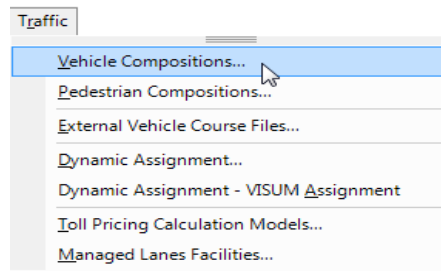 Traffic
Vehicle Compositions...
Pedestrian Compositions...
External Vehicle Course Files...
Dynamic Assignment...
Dynamic Assignment - VISUM Assignment
Toll Pricing Calculation Models...
Managed Lanes Facilities...